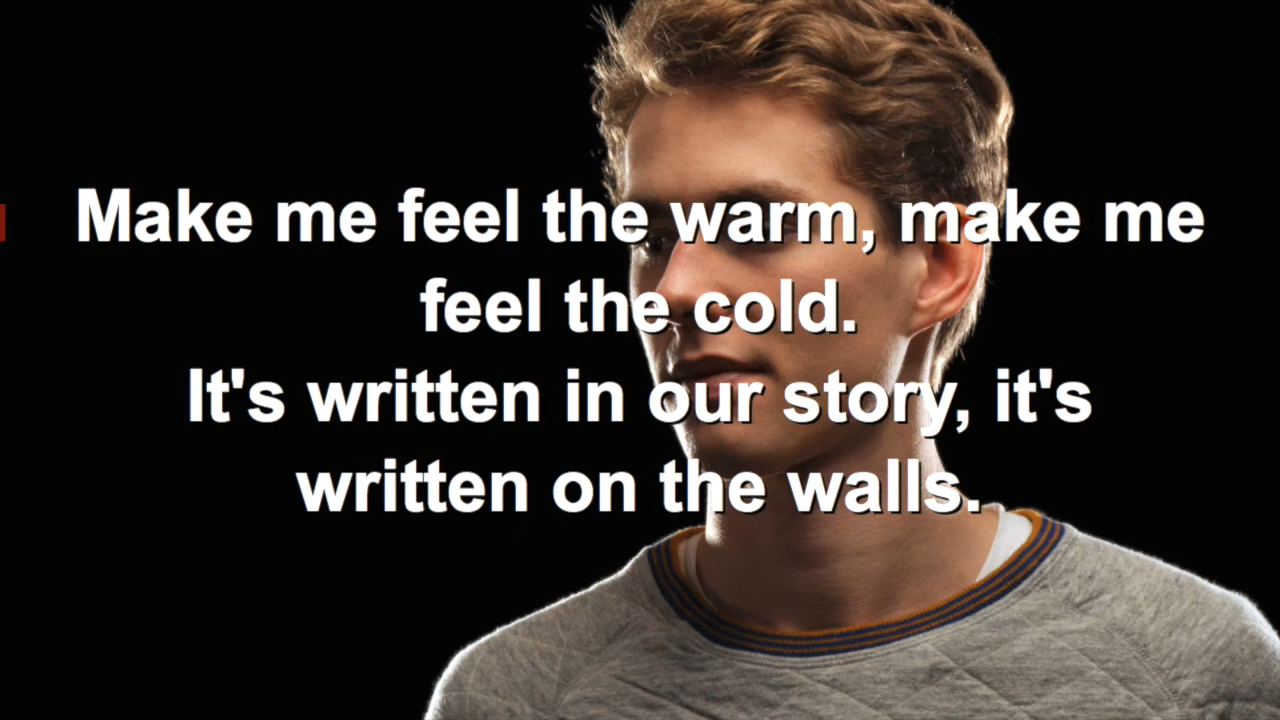 Make me feel the warm, make me
feel the cold.
It's written in our story, it's
written on the walls.